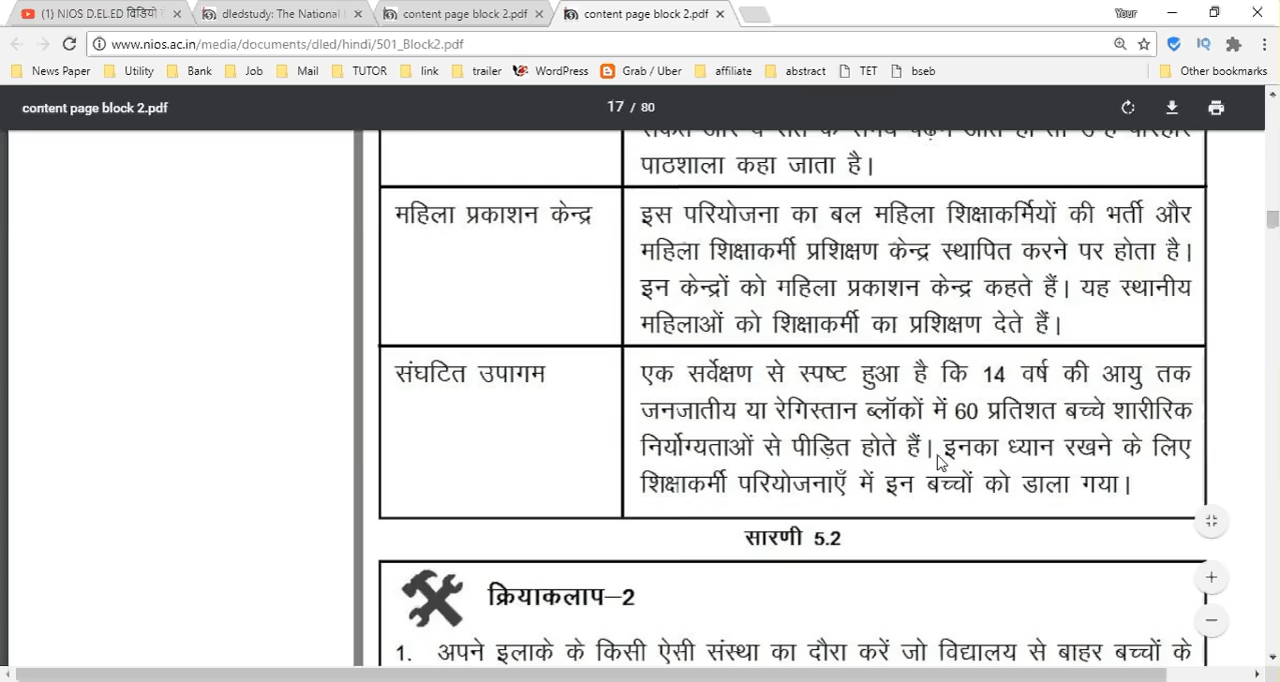 (1) NIOS D.EL.ED विडियो
dledstudy: The National
content page block 2.pdf
content page block 2.pdf
Your
www.nios.ac.in/media/documents/dled/hindi/501_Block2.pdf
News Paper Utility Bank Job Mail TUTOR link trailer WordPress Grab / Uber affiliate abstract TET bseb Other bookmarks
content page block 2.pdf 17 / 80
पाठशाला कहा जाता है।
महिला प्रकाशन केन्द्र
इस परियोजना का बल महिला शिक्षाकर्मियों की भर्ती और
महिला शिक्षाकर्मी प्रशिक्षण केन्द्र स्थापित करने पर होता है।
इन केन्द्रों को महिला प्रकाशन केन्द्र कहते हैं। यह स्थानीय
महिलाओं को शिक्षाकर्मी का प्रशिक्षण देते हैं।
संघटित उपागम
एक सर्वेक्षण से स्पष्ट हुआ है कि 14 वर्ष की आयु तक
जनजातीय या रेगिस्तान ब्लॉकों में 60 प्रतिशत बच्चे शारीरिक
निर्योग्यताओं से पीड़ित होते हैं। इनका ध्यान रखने के लिए
शिक्षाकर्मी परियोजनाएँ में इन बच्चों को डाला गया।
सारणी 5.2
क्रियाकलाप–2
1. अपने इलाके के किसी ऐसी संस्था का दौरा करें जो विद्यालय से बाहर बच्चों के